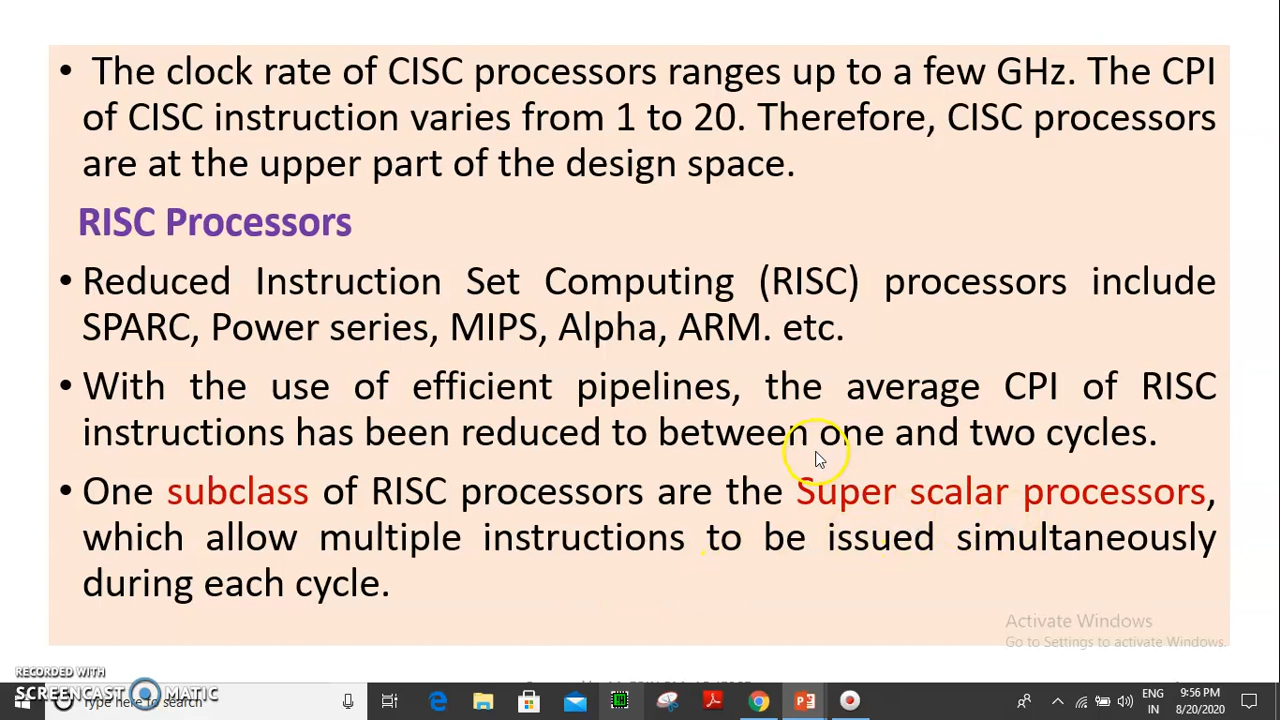 • The clock rate of CISC processors ranges up to a few GHz. The CPI
of CISC instruction varies from 1 to 20. Therefore, CISC processors
are at the upper part of the design space.
RISC Processors
• Reduced Instruction Set Computing (RISC) processors include
SPARC, Power series, MIPS, Alpha, ARM. etc.
• With the use of efficient pipelines, the average CPI of RISC
instructions has been reduced to between one and two cycles.
• One subclass of RISC processors are the Super scalar processors,
which allow multiple instructions to be issued simultaneously
during each cycle.
Activate Windows
Go to Settings to activate Windows.
RECORDED WITH
SCREENCAST MATIC
Type here to search
ENG
IN
9:56 PM
8/20/2020